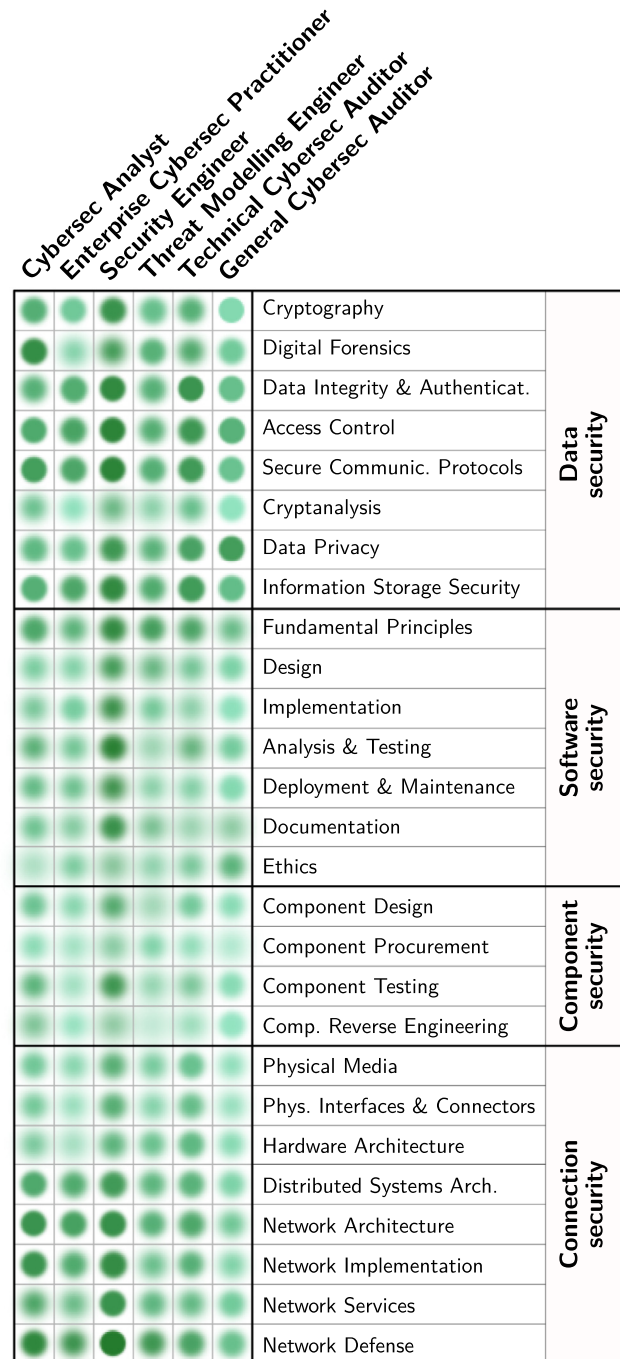 Cybersec Analyst
Enterprise Cybersec Practitioner
Security Engineer
Threat Modelling Engineer
Technical Cybersec Auditor
General Cybersec Auditor
Cryptography
Digital Forensics
Data Integrity & Authenticat.
Access Control
Secure Communic. Protocols
Cryptanalysis
Data Privacy
Information Storage Security
Data
security
Fundamental Principles
Design
Implementation
Analysis & Testing
Deployment & Maintenance
Documentation
Ethics
Software
security
Component Design
Component Procurement
Component Testing
Comp. Reverse Engineering
Component
security
Physical Media
Phys. Interfaces & Connectors
Hardware Architecture
Distributed Systems Arch.
Network Architecture
Network Implementation
Network Services
Network Defense
Connection
security